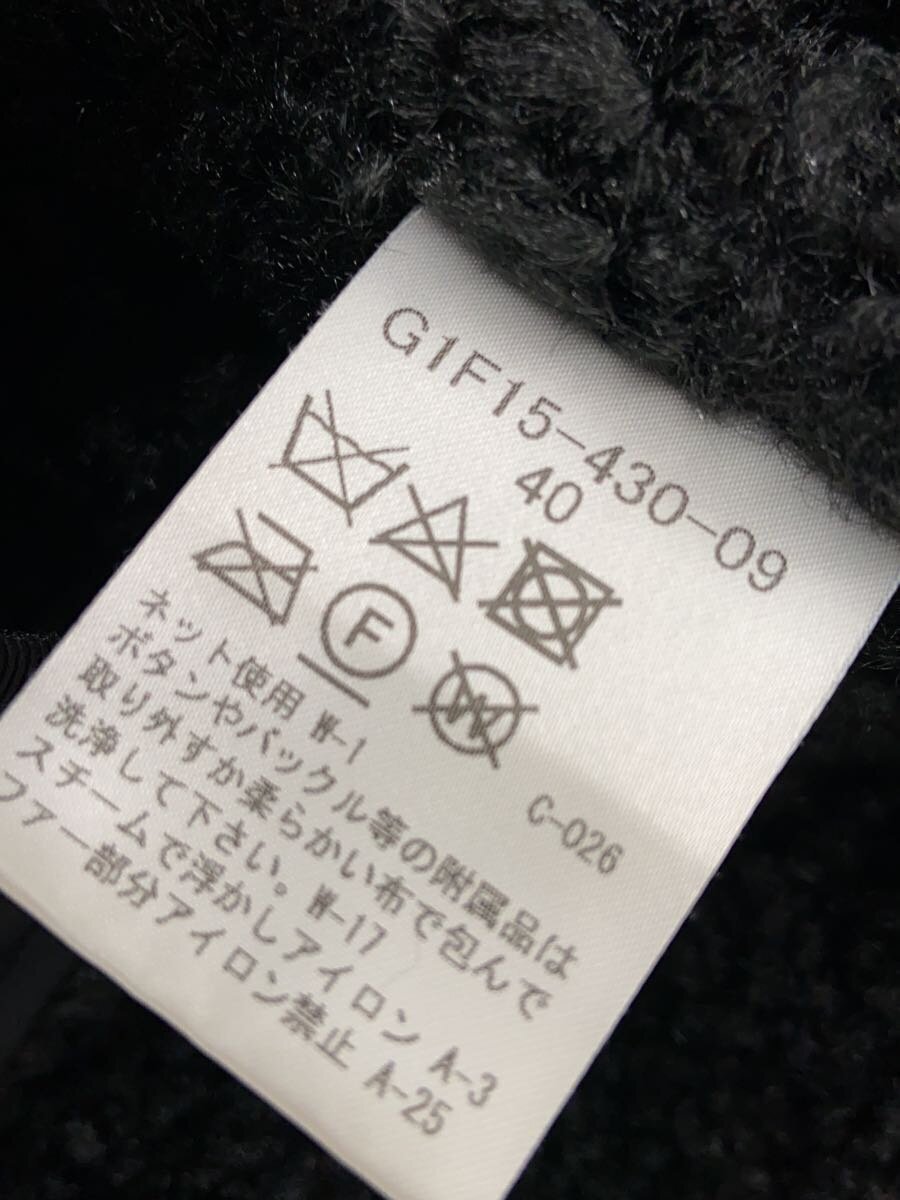 G1F15-430-09
40
F
W
C-026
ネット使用 W-1
ボタンやバックル等の附属品は
取り外すか柔らかい布で包んで
洗浄して下さい。W-17
スチームで浮かしアイロン A-3
ファー部分アイロン禁止 A-25